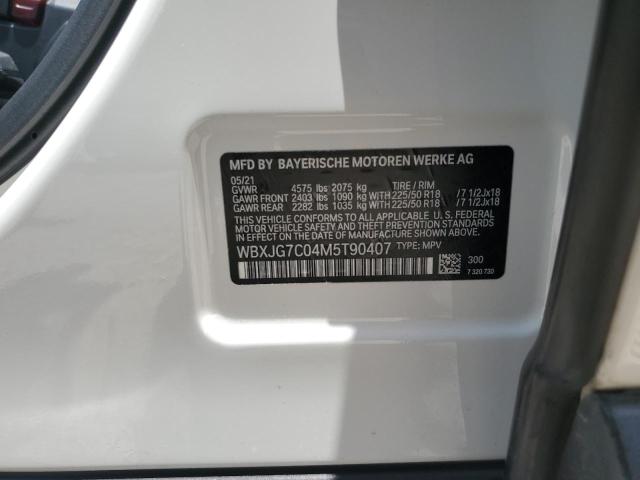 MFD BY BAYERISCHE MOTOREN WERKE AG
05/21
GVWR 4575 lbs 2075 kg TIRE / RIM
GAWR FRONT 2403 lbs 1090 kg WITH 225/50 R18 /7 1/2Jx18
GAWR REAR 2282 lbs 1035 kg WITH 225/50 R18 /7 1/2Jx18
THIS VEHICLE CONFORMS TO ALL APPLICABLE U.S. FEDERAL
MOTOR VEHICLE SAFETY, BUMPER, AND THEFT PREVENTION
STANDARDS IN EFFECT ON THE DATE OF MANUFACTURE SHOWN ABOVE.
WBXJG7C04M5T90407 TYPE: MPV
300
7 320 730